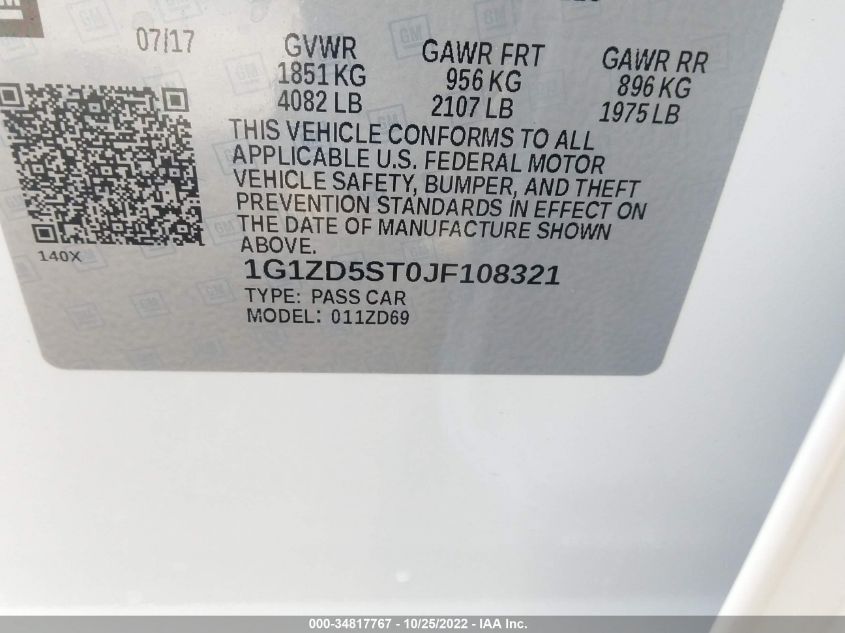 07/17
GVWR GAWR FRT GAWR RR
1851 KG 956 KG 896 KG
4082 LB 2107 LB 1975 LB
THIS VEHICLE CONFORMS TO ALL
APPLICABLE U.S. FEDERAL MOTOR
VEHICLE SAFETY, BUMPER, AND THEFT
PREVENTION STANDARDS IN EFFECT ON
THE DATE OF MANUFACTURE SHOWN
ABOVE.
140X
1G1ZD5ST0JF108321
TYPE: PASS CAR
MODEL: 011ZD69
000-34817767 - 10/25/2022 - IAA Inc.